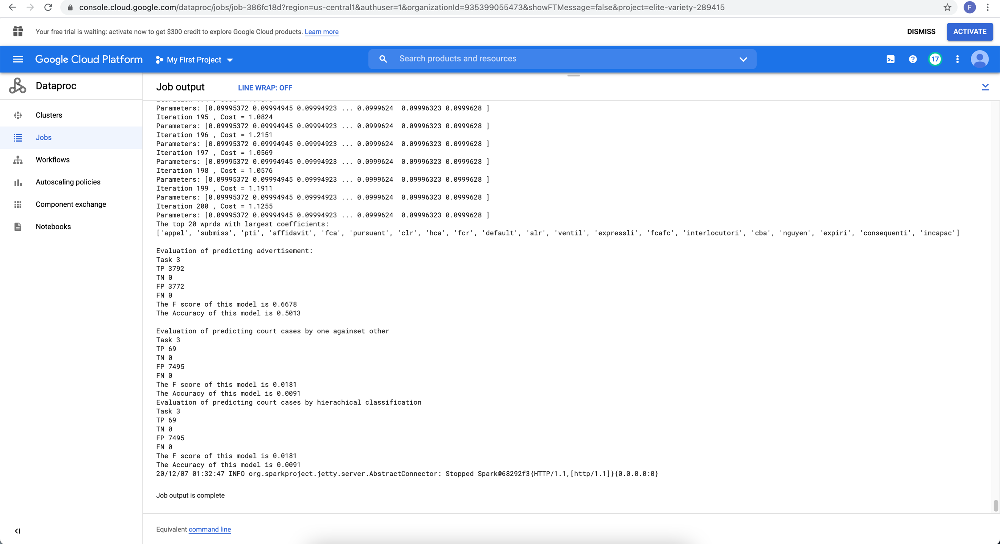 console.cloud.google.com/dataproc/jobs/job-386fc18d?region=us-central1&authuser=1&organizationId=935399055473&showFTMessage=false&project=elite-variety-289415
F
Your free trial is waiting: activate now to get $300 credit to explore Google Cloud products. Learn more
DISMISS
ACTIVATE
Google Cloud Platform
My First Project
Search products and resources
17
Dataproc
Clusters
Jobs
Workflows
Autoscaling policies
Component exchange
Notebooks
Job output
LINE WRAP: OFF
Parameters: [0.09995372 0.09994945 0.09994923 ... 0.0999624  0.09996323 0.0999628 ]
Iteration 195 , Cost = 1.0824
Parameters: [0.09995372 0.09994945 0.09994923 ... 0.0999624  0.09996323 0.0999628 ]
Iteration 196 , Cost = 1.2151
Parameters: [0.09995372 0.09994945 0.09994923 ... 0.0999624  0.09996323 0.0999628 ]
Iteration 197 , Cost = 1.0569
Parameters: [0.09995372 0.09994945 0.09994923 ... 0.0999624  0.09996323 0.0999628 ]
Iteration 198 , Cost = 1.0576
Parameters: [0.09995372 0.09994945 0.09994923 ... 0.0999624  0.09996323 0.0999628 ]
Iteration 199 , Cost = 1.1911
Parameters: [0.09995372 0.09994945 0.09994923 ... 0.0999624  0.09996323 0.0999628 ]
Iteration 200 , Cost = 1.1255
Parameters: [0.09995372 0.09994945 0.09994923 ... 0.0999624  0.09996323 0.0999628 ]
The top 20 wprds with largest coefficients:
['appel', 'submiss', 'pti', 'affidavit', 'fca', 'pursuant', 'clr', 'hca', 'fcr', 'default', 'alr', 'ventil', 'expressli', 'fcafc', 'interlocutori', 'cba', 'nguyen', 'expiri', 'consequenti', 'incapac']
Evaluation of predicting advertisement:
Task 3
TP 3792
TN 0
FP 3772
FN 0
The F score of this model is 0.6678
The Accuracy of this model is 0.5013
Evaluation of predicting court cases by one againset other
Task 3
TP 69
TN 0
FP 7495
FN 0
The F score of this model is 0.0181
The Accuracy of this model is 0.0091
Evaluation of predicting court cases by hierachical classification
Task 3
TP 69
TN 0
FP 7495
FN 0
The F score of this model is 0.0181
The Accuracy of this model is 0.0091
20/12/07 01:32:47 INFO org.sparkproject.jetty.server.AbstractConnector: Stopped Spark@68292f3{HTTP/1.1,[http/1.1]}{0.0.0.0:0}
Job output is complete
Equivalent command line